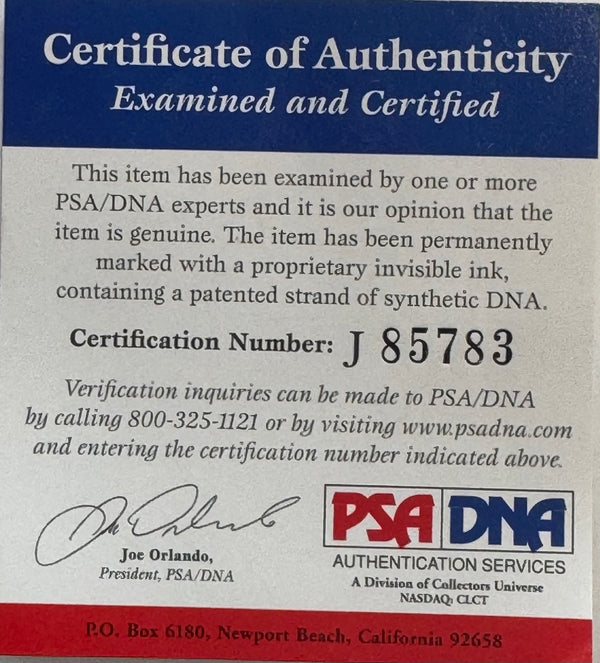 Certificate of Authenticity
Examined and Certified
This item has been examined by one or more
PSA/DNA experts and it is our opinion that the
item is genuine. The item has been permanently
marked with a proprietary invisible ink,
containing a patented strand of synthetic DNA.
Certification Number: J 85783
Verification inquiries can be made to PSA/DNA
by calling 800-325-1121 or by visiting www.psadna.com
and entering the certification number indicated above.
Joe Orlando,
President, PSA/DNA
PSA DNA
AUTHENTICATION SERVICES
A Division of Collectors Universe
NASDAQ: CLCT
P.O. Box 6180, Newport Beach, California 92658